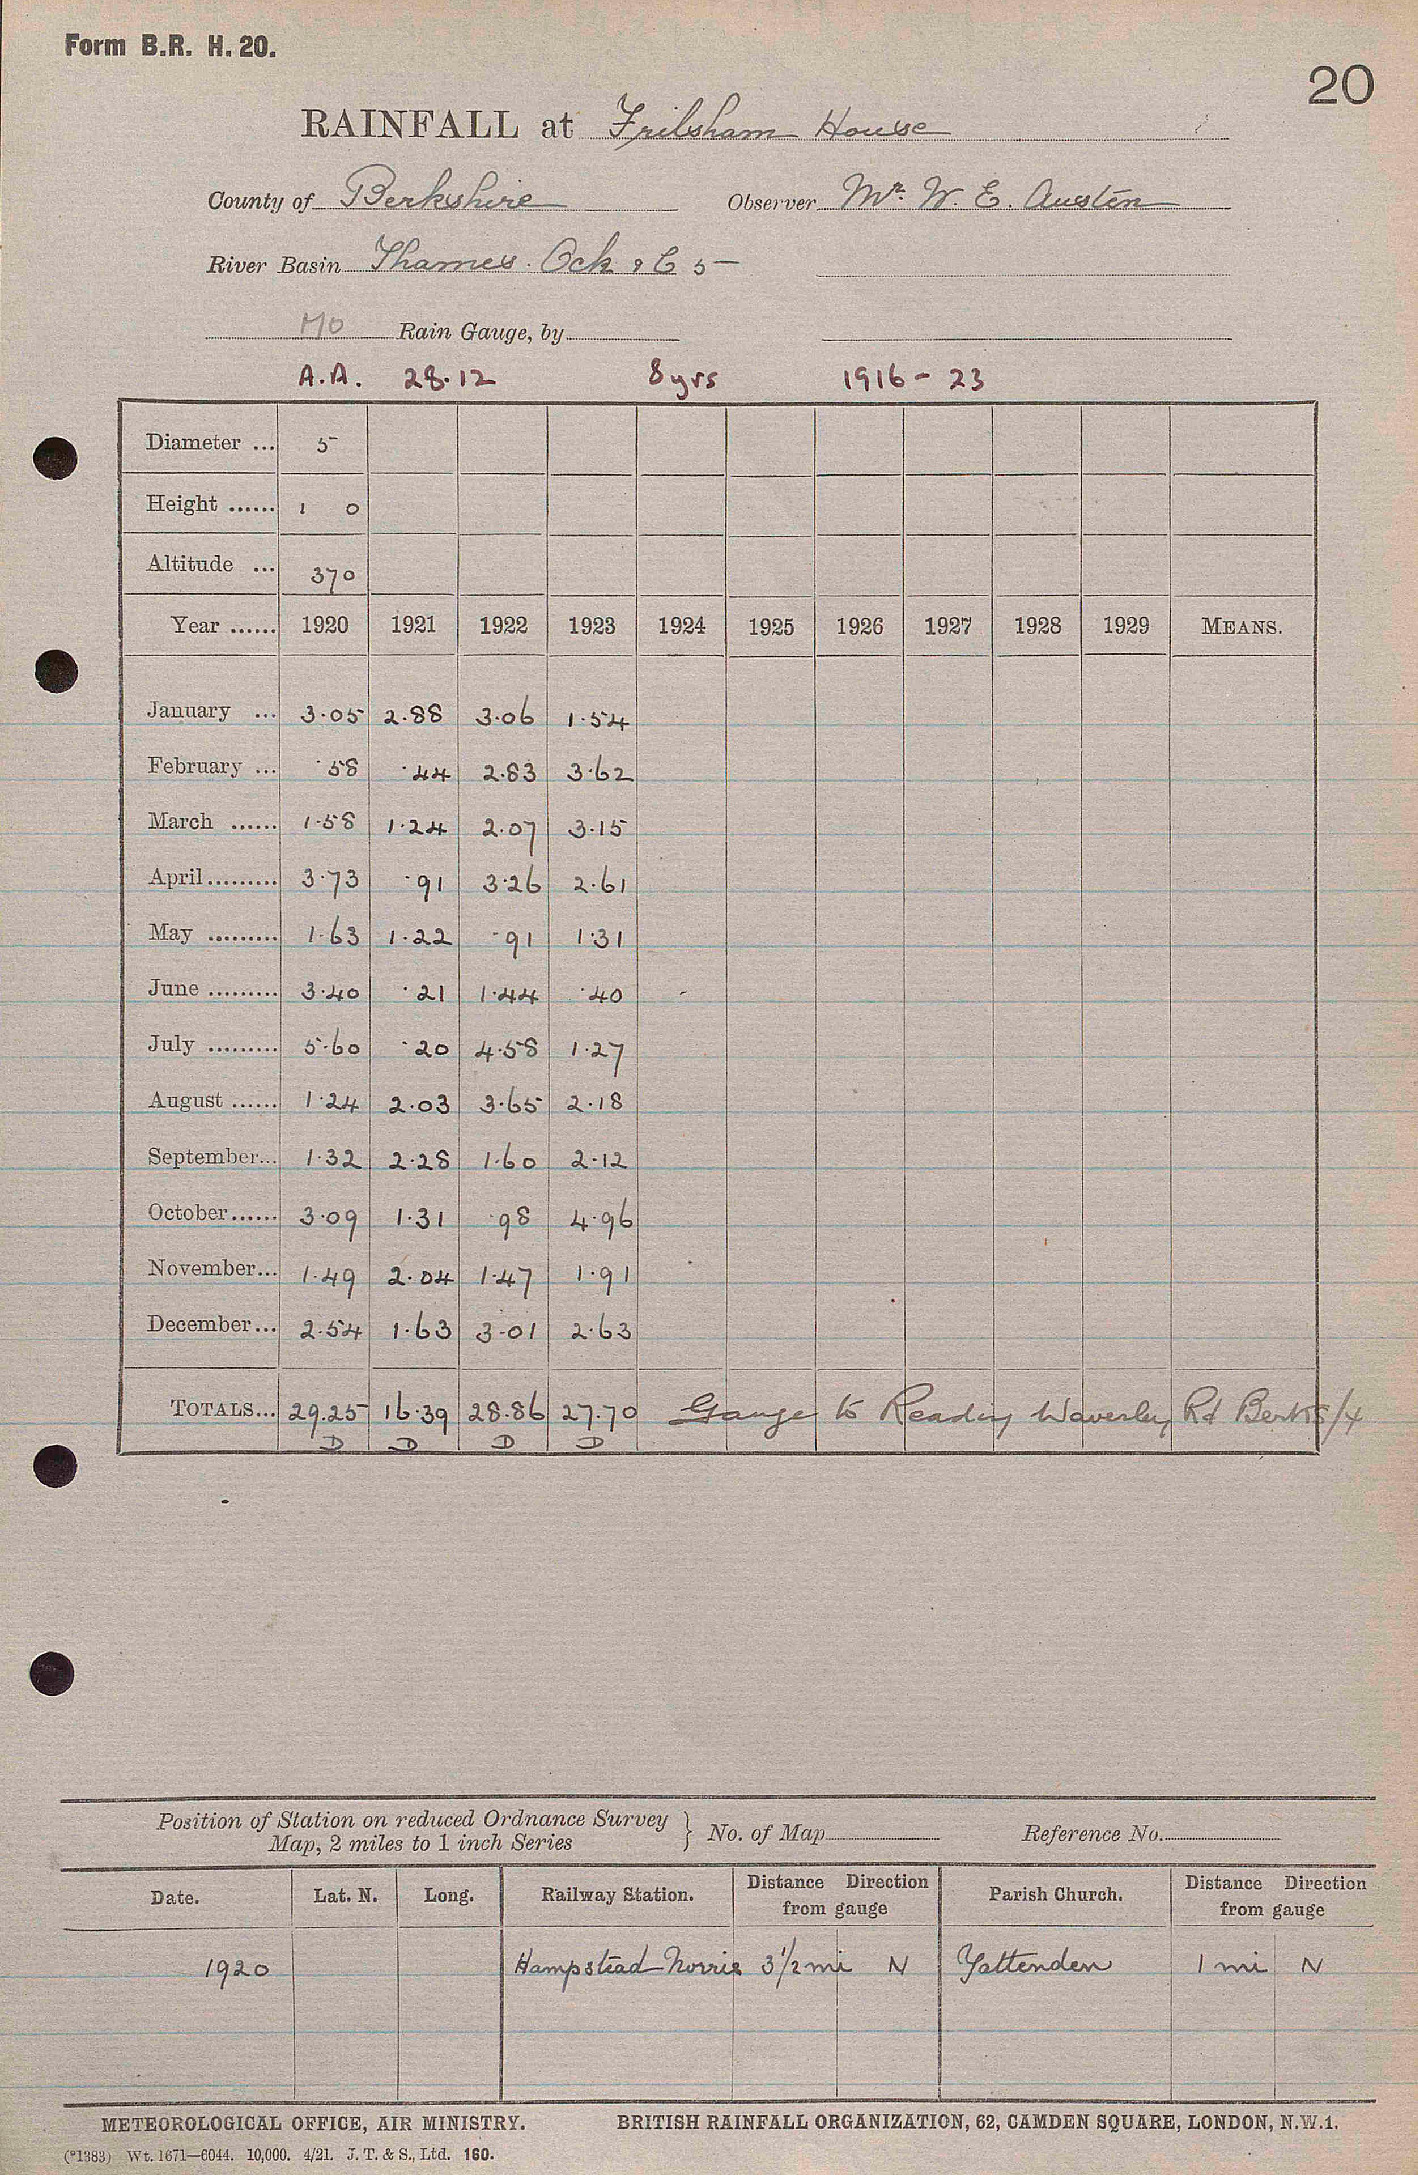 Form B.R. H. 20.
20
RAINFALL at Frilsham House
County of Berkshire Observer Mr. W. E. Austen
River Basin Thames. Ock &c 5
MO Rain Gauge, by
A.A. 28.12 8 yrs 1916 - 23
Diameter ... 5
Height ...... 1 0
Altitude ... 370
Year ...... 1920 1921 1922 1923 1924 1925 1926 1927 1928 1929 MEANS.
January ... 3.05 2.88 3.06 1.54
February ... .58 .44 2.83 3.62
March ...... 1.58 1.24 2.07 3.15
April ......... 3.73 .91 3.26 2.61
May ......... 1.63 1.22 .91 1.31
June ......... 3.40 .21 1.44 .40
July ......... 5.60 .20 4.58 1.27
August ...... 1.24 2.03 3.65 2.18
September... 1.32 2.28 1.60 2.12
October...... 3.09 1.31 .98 4.96
November... 1.49 2.04 1.47 1.91
December... 2.54 1.63 3.01 2.63
TOTALS... 29.25 16.39 28.86 27.70 Gauge to Reading Waverley Rd Berks/4
D D D D
Position of Station on reduced Ordnance Survey
Map, 2 miles to 1 inch Series } No. of Map Reference No.
Date. Lat. N. Long. Railway Station. Distance Direction from gauge Parish Church. Distance Direction from gauge
1920 Hampstead Norris 3 1/2 mi N Yattenden 1 mi N
METEOROLOGICAL OFFICE, AIR MINISTRY. BRITISH RAINFALL ORGANIZATION, 62, CAMDEN SQUARE, LONDON, N.W.1.
(*1383) Wt. 1671—6044. 10,000. 4/21. J. T. & S., Ltd. 160.